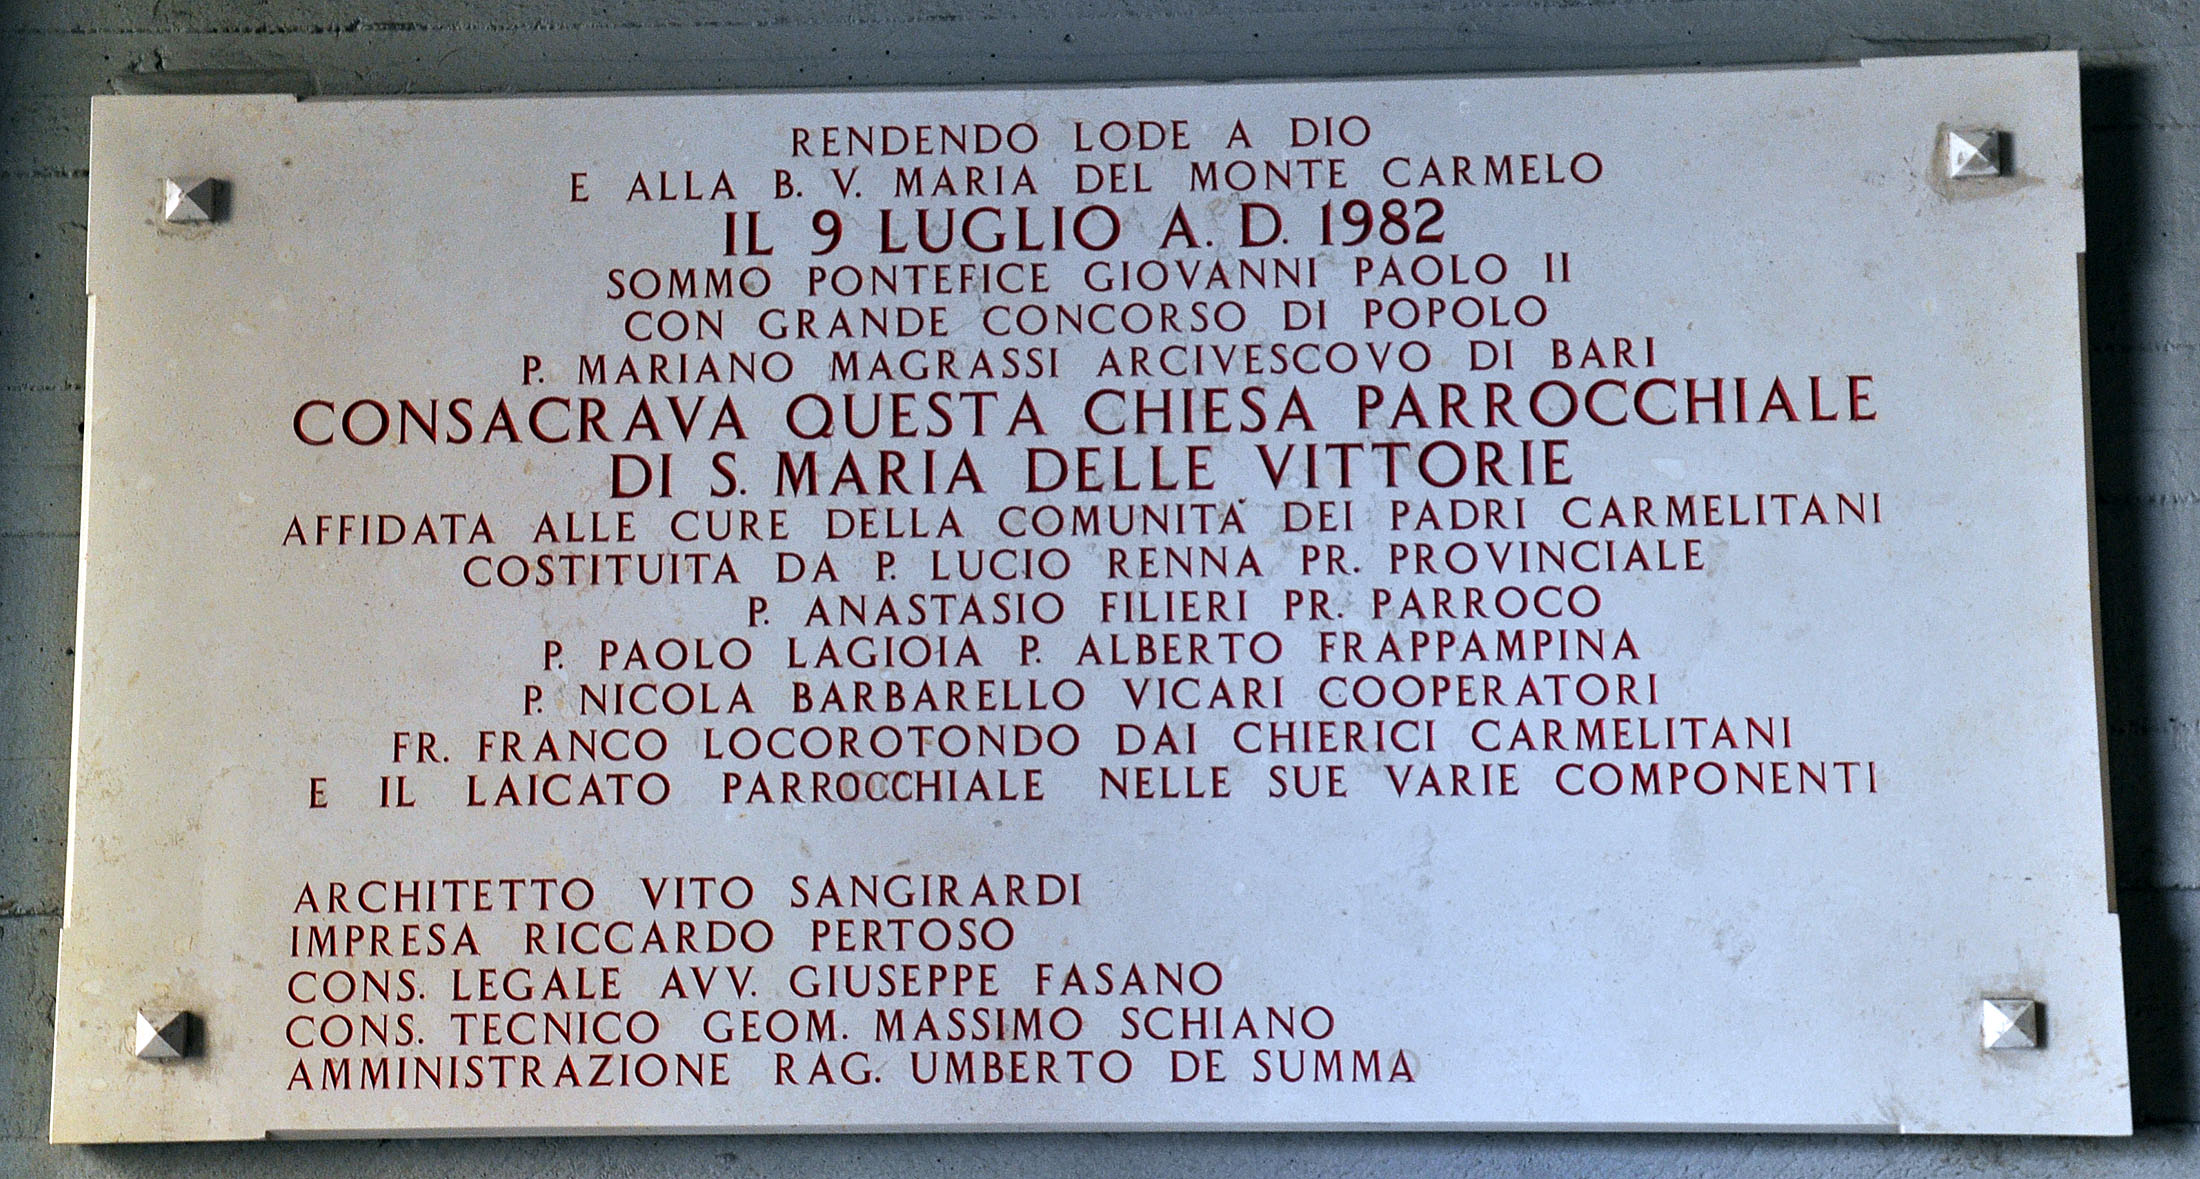 RENDENDO LODE A DIO
E ALLA B. V. MARIA DEL MONTE CARMELO
IL 9 LUGLIO A. D. 1982
SOMMO PONTEFICE GIOVANNI PAOLO II
CON GRANDE CONCORSO DI POPOLO
P. MARIANO MAGRASSI ARCIVESCOVO DI BARI
CONSACRAVA QUESTA CHIESA PARROCCHIALE
DI S. MARIA DELLE VITTORIE
AFFIDATA ALLE CURE DELLA COMUNITÀ DEI PADRI CARMELITANI
COSTITUITA DA P. LUCIO RENNA PR. PROVINCIALE
P. ANASTASIO FILIERI PR. PARROCO
P. PAOLO LAGIOIA P. ALBERTO FRAPPAMPINA
P. NICOLA BARBARELLO VICARI COOPERATORI
FR. FRANCO LOCOROTONDO DAI CHIERICI CARMELITANI
E IL LAICATO PARROCCHIALE NELLE SUE VARIE COMPONENTI
ARCHITETTO VITO SANGIRARDI
IMPRESA RICCARDO PERTOSO
CONS. LEGALE AVV. GIUSEPPE FASANO
CONS. TECNICO GEOM. MASSIMO SCHIANO
AMMINISTRAZIONE RAG. UMBERTO DE SUMMA